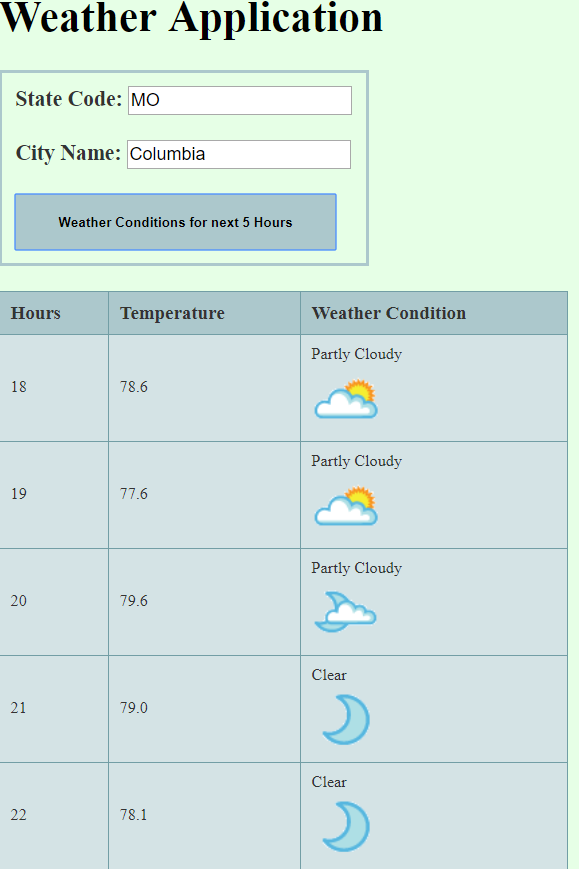 Weather Application
State Code: MO
City Name: Columbia
Weather Conditions for next 5 Hours
Hours Temperature Weather Condition
Partly Cloudy
18 78.6
Partly Cloudy
19 77.6
Partly Cloudy
20 79.6
Clear
21 79.0
Clear
22 78.1